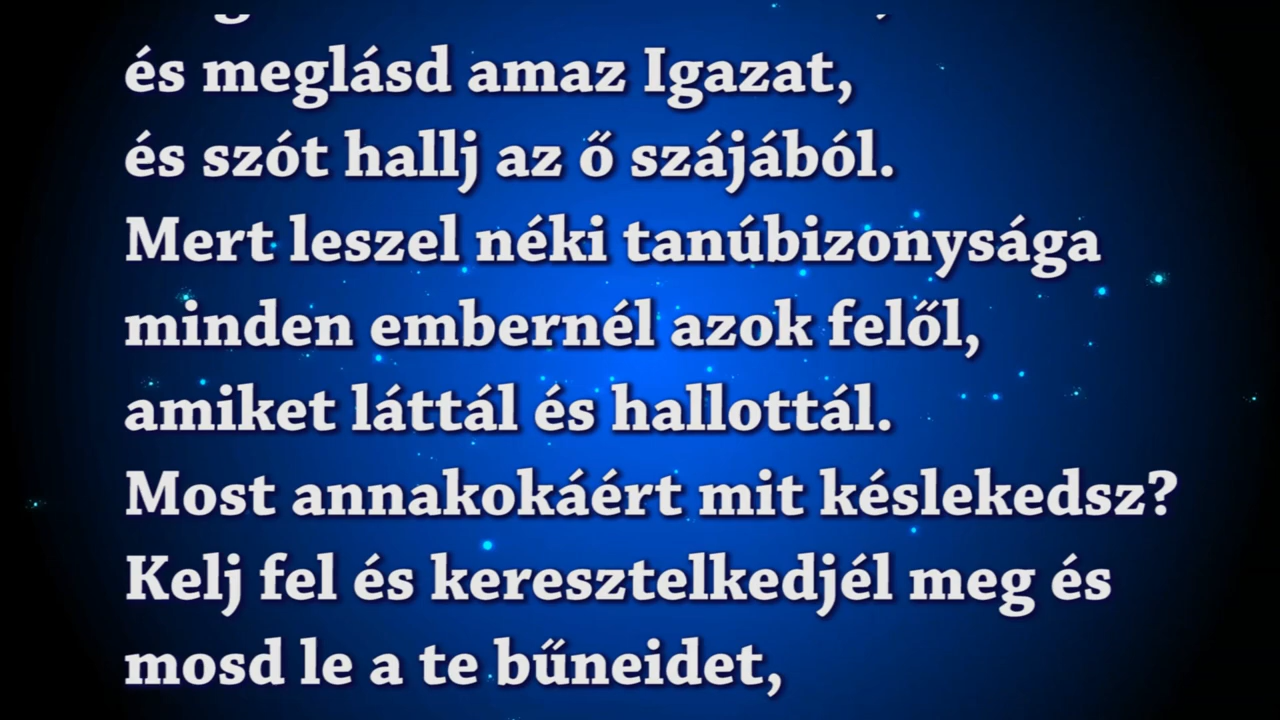 és meglásd amaz Igazat,
és szót hallj az ő szájából.
Mert leszel néki tanúbizonysága
minden embernél azok felől,
amiket láttál és hallottál.
Most annakokáért mit késlekedsz?
Kelj fel és keresztelkedjél meg és
mosd le a te bűneidet,